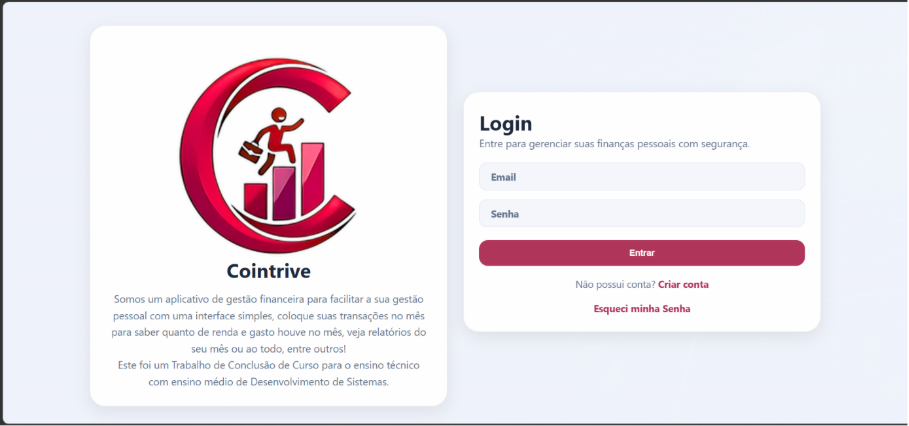 Cointrive
Somos um aplicativo de gestão financeira para facilitar a sua gestão
pessoal com uma interface simples, coloque suas transações no mês
para saber quanto de renda e gasto houve no mês, veja relatórios do
seu mês ou ao todo, entre outros!
Este foi um Trabalho de Conclusão de Curso para o ensino técnico
com ensino médio de Desenvolvimento de Sistemas.
Login
Entre para gerenciar suas finanças pessoais com segurança.
Email
Senha
Entrar
Não possui conta? Criar conta
Esqueci minha Senha